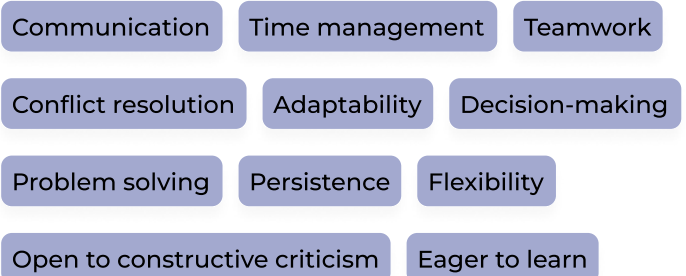 Communication Time management Teamwork
Conflict resolution Adaptability Decision-making
Problem solving Persistence Flexibility
Open to constructive criticism Eager to learn